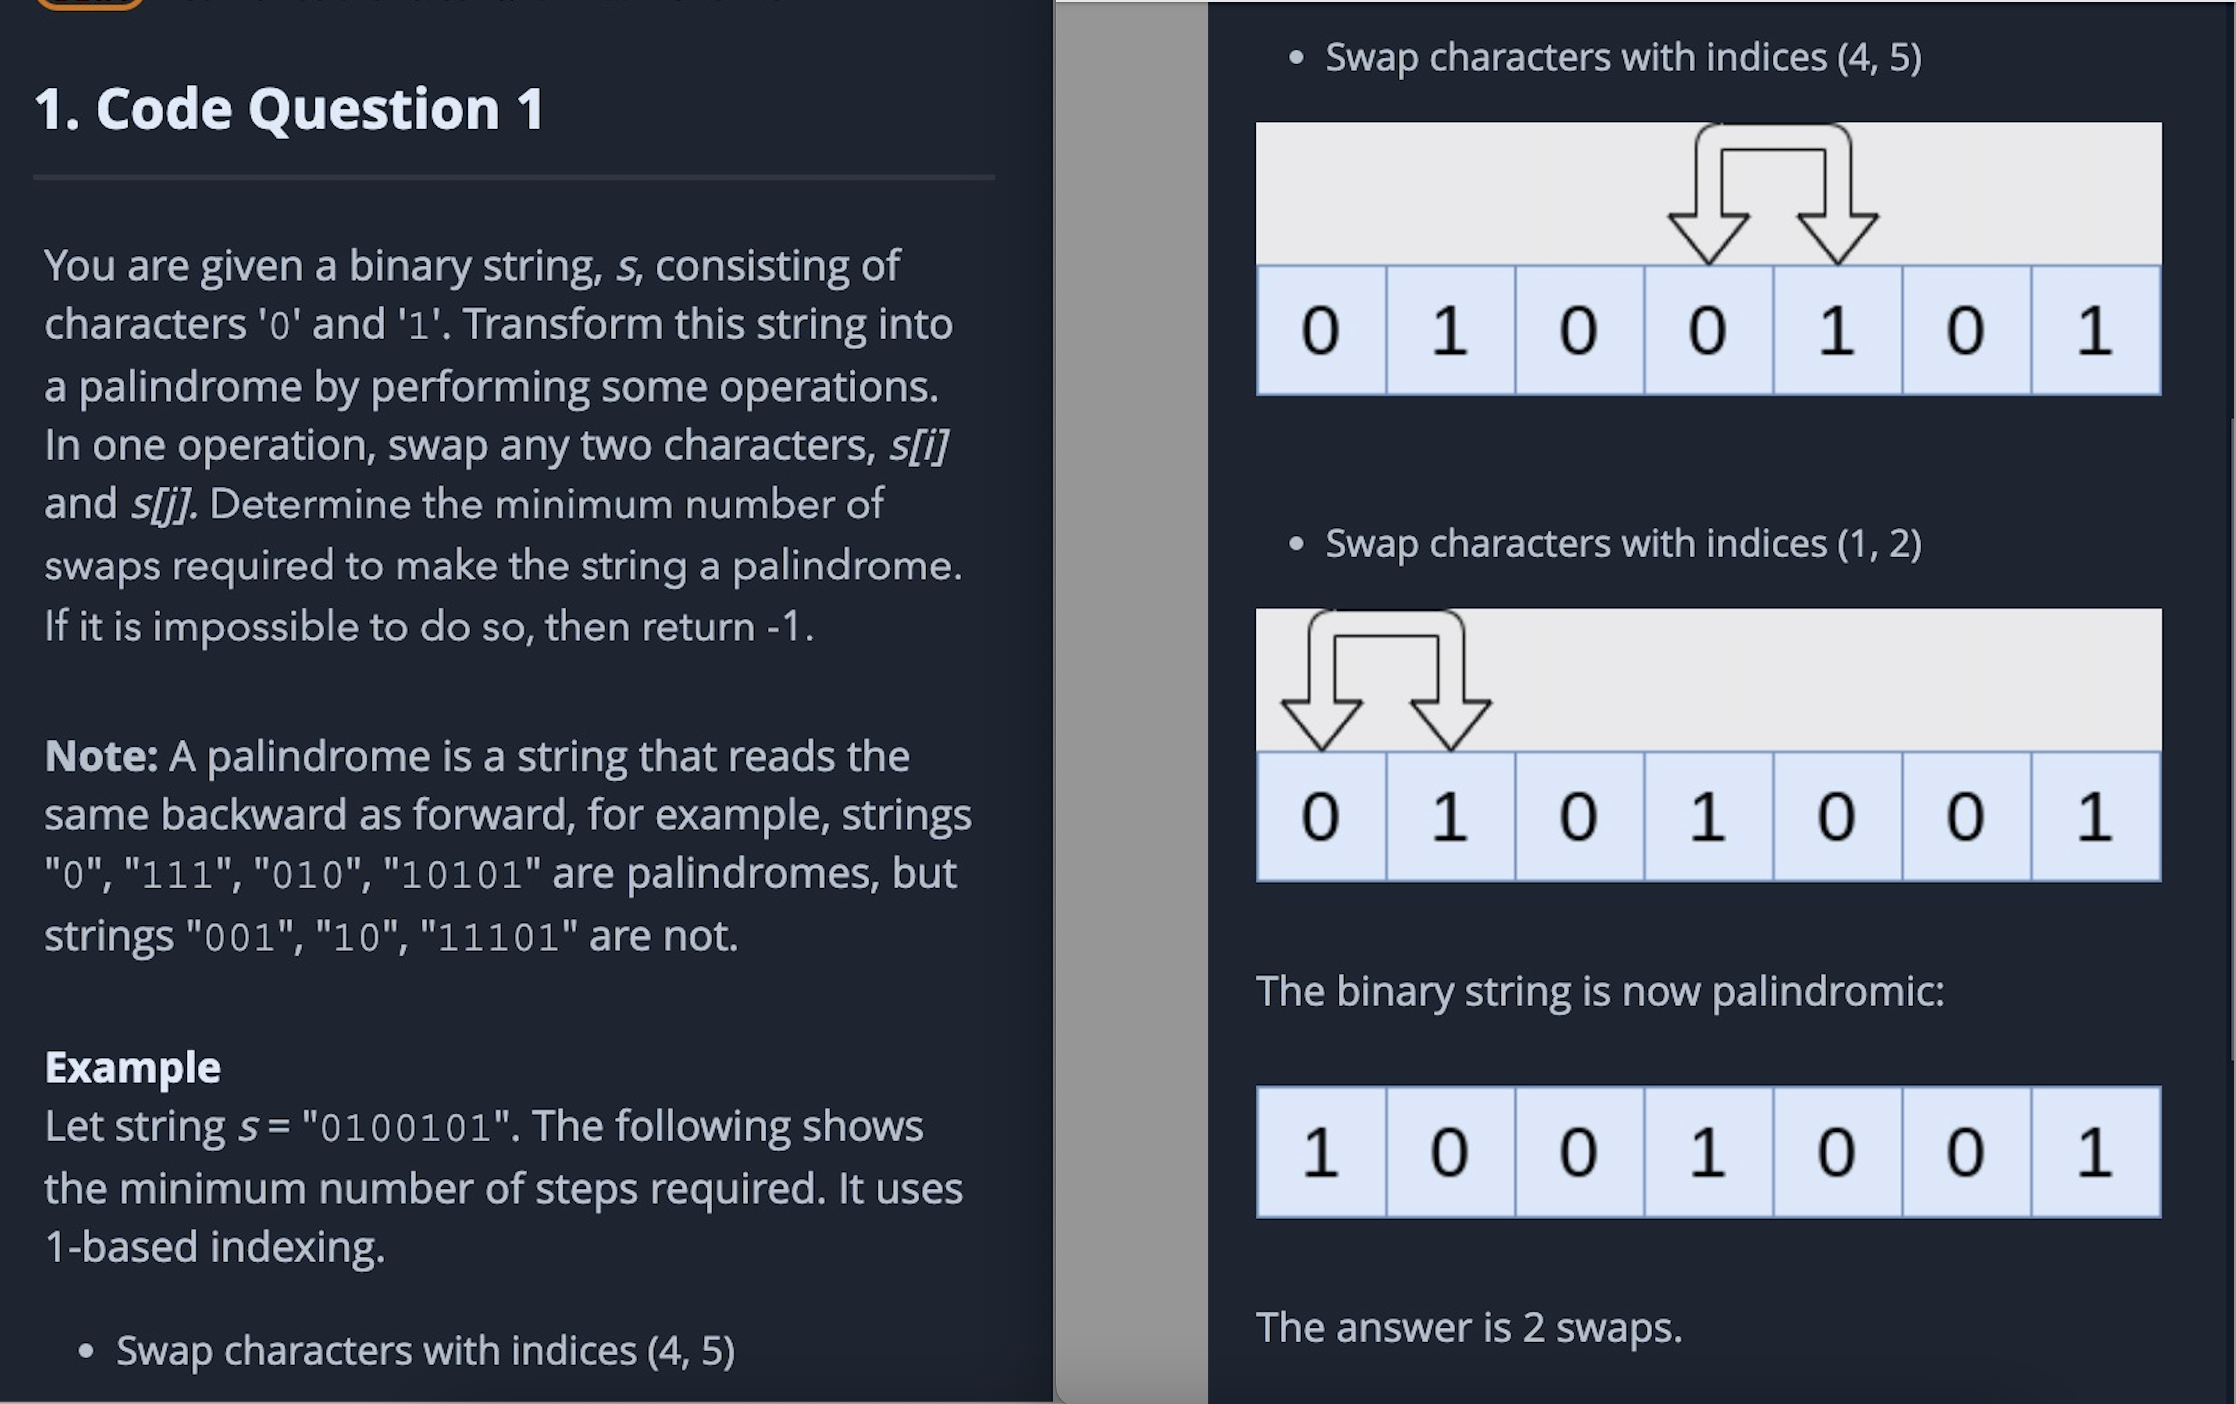 1. Code Question 1
You are given a binary string, s, consisting of
characters '0' and '1'. Transform this string into
a palindrome by performing some operations.
In one operation, swap any two characters, s[i]
and s[j]. Determine the minimum number of
swaps required to make the string a palindrome.
If it is impossible to do so, then return -1.
Note: A palindrome is a string that reads the
same backward as forward, for example, strings
"0", "111", "010", "10101" are palindromes, but
strings "001", "10", "11101" are not.
Example
Let string s = "0100101". The following shows
the minimum number of steps required. It uses
1-based indexing.
• Swap characters with indices (4, 5)
• Swap characters with indices (4, 5)
0 1 0 0 1 0 1
• Swap characters with indices (1, 2)
0 1 0 1 0 0 1
The binary string is now palindromic:
1 0 0 1 0 0 1
The answer is 2 swaps.